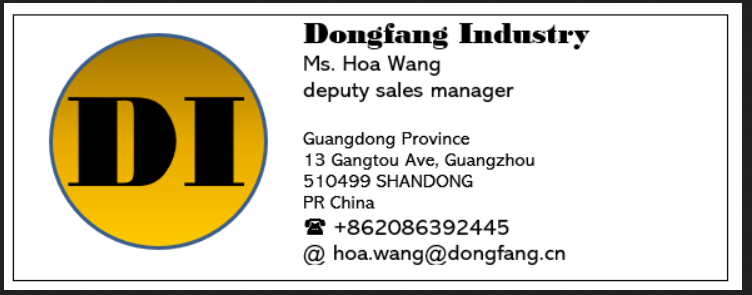 DI
Dongfang Industry
Ms. Hoa Wang
deputy sales manager
Guangdong Province
13 Gangtou Ave, Guangzhou
510499 SHANDONG
PR China
☎ +862086392445
@ hoa.wang@dongfang.cn